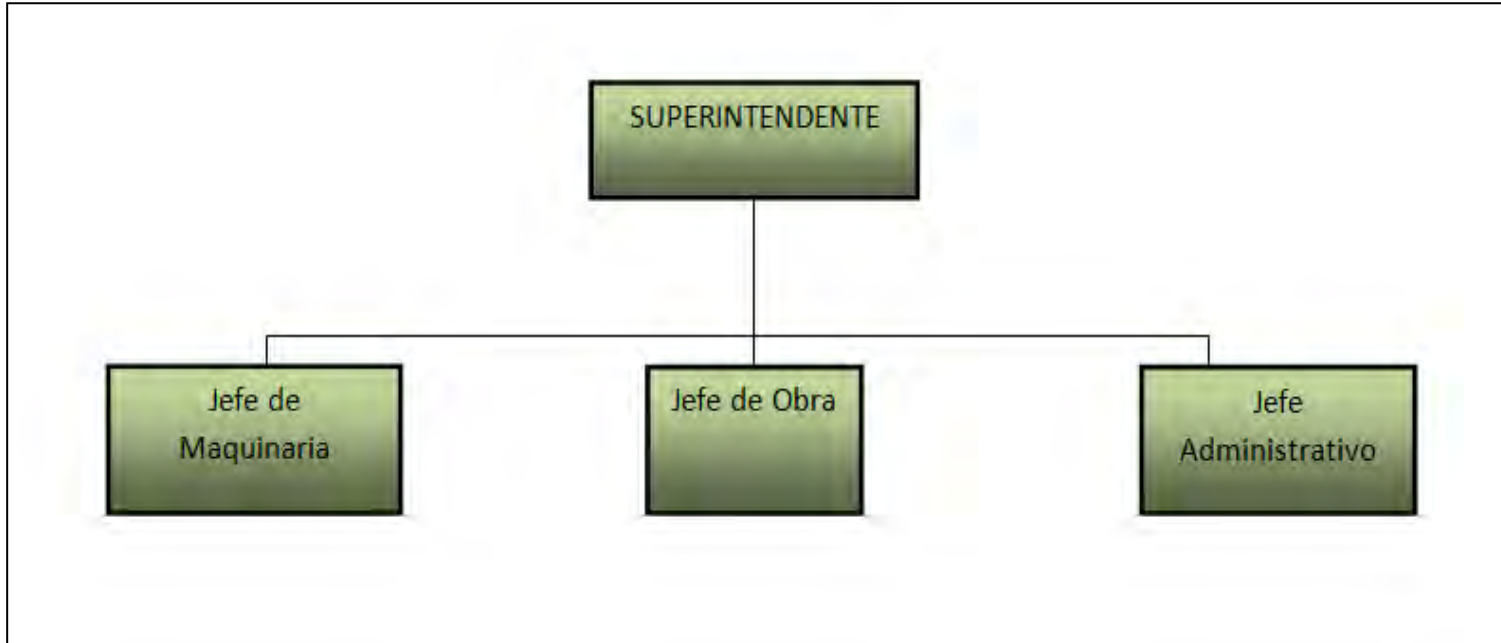 SUPERINTENDENTE
Jefe de
Maquinaria
Jefe de Obra
Jefe
Administrativo